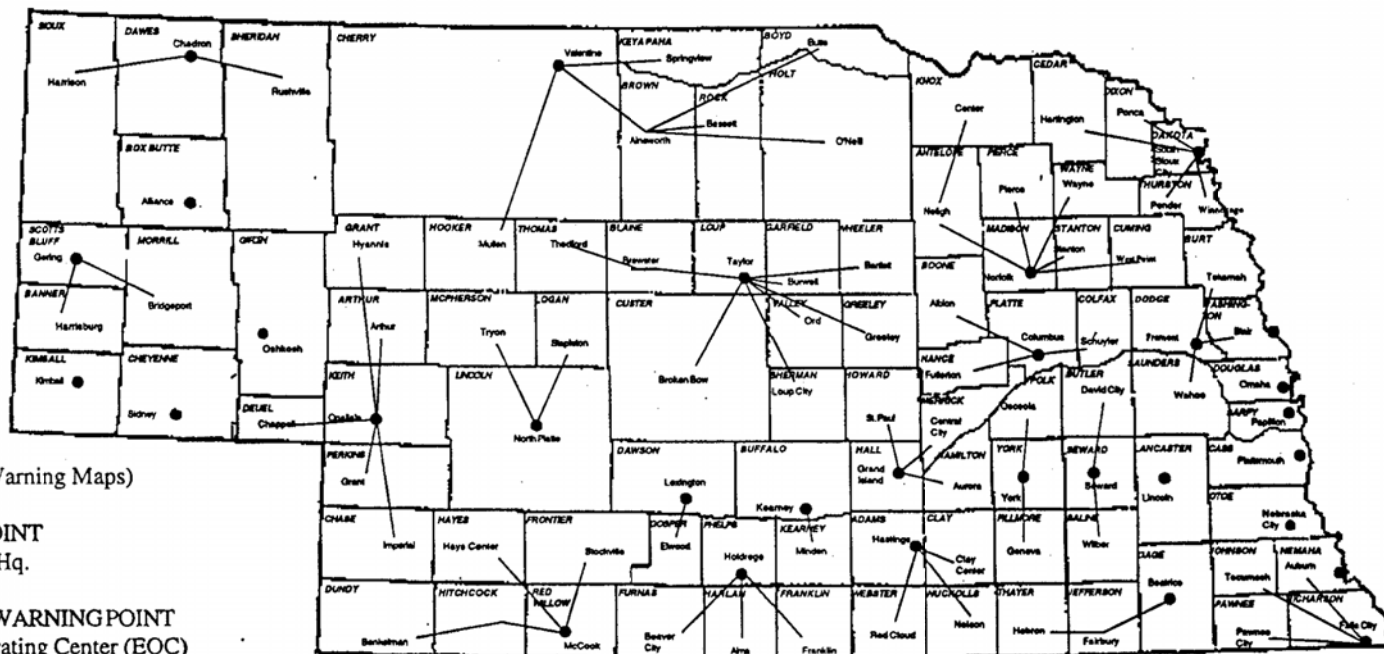 SIOUX
DAWES
Chadron
Harrison
SHERIDAN
Rushville
CHERRY
Valentine
KEYAPAHA
Springview
BOYD
Butte
HOLT
BROWN
ROCK
Bassett
Ainsworth
O'Neill
KNOX
Center
CEDAR
Hartington
DIXON
Ponca
DAKOTA
South
Sioux
City
BOX BUTTE
Alliance
ANTELOPE
Neligh
PIERCE
Pierce
WAYNE
Wayne
THURSTON
Pender
Winnebago
SCOTTS
BLUFF
Gering
MORRILL
Bridgeport
BANNER
Harrisburg
Oshkosh
GRANT
Hyannis
HOOKER
Mullen
THOMAS
Thedford
BLAINE
Brewster
LOUP
Taylor
GARFIELD
Burwell
WHEELER
Bartlett
MADISON
Norfolk
STANTON
Stanton
CUMING
West Point
BURT
Tekamah
BOONE
Albion
KIMBALL
Kimball
CHEYENNE
Sidney
DEUEL
Chappell
ARTHUR
Arthur
MCPHERSON
Tryon
LOGAN
Stapleton
CUSTER
Broken Bow
VALLEY
Ord
GREELEY
Greeley
PLATTE
Columbus
COLFAX
Schuyler
DODGE
Fremont
Blair
NANCE
Fullerton
KEITH
Ogallala
LINCOLN
North Platte
SHERMAN
Loup City
HOWARD
St. Paul
MERRICK
Central
City
POLK
Osceola
BUTLER
David City
SAUNDERS
Wahoo
DOUGLAS
Omaha
SARPY
Papillion
PERKINS
Grant
DAWSON
Lexington
BUFFALO
Kearney
HALL
Grand
Island
HAMILTON
Aurora
YORK
York
SEWARD
Seward
LANCASTER
Lincoln
CASS
Plattsmouth
OTOE
Nebraska
City
Warning Maps)
OINT
Hq.
WARNING POINT
rating Center (EOC)
CHASE
Imperial
HAYES
Hays Center
FRONTIER
Stockville
GOSPER
Elwood
PHELPS
Holdrege
KEARNEY
Minden
ADAMS
Hastings
CLAY
Clay
Center
FILLMORE
Geneva
SALINE
Wilber
GAGE
Beatrice
JOHNSON
Tecumseh
NEMAHA
Auburn
DUNDY
Benkelman
HITCHCOCK
RED
WILLOW
McCook
FURNAS
Beaver
City
HARLAN
Alma
FRANKLIN
Franklin
WEBSTER
Red Cloud
NUCKOLLS
Nelson
THAYER
Hebron
JEFFERSON
Fairbury
PAWNEE
Pawnee
City
RICHARSON
Falls City